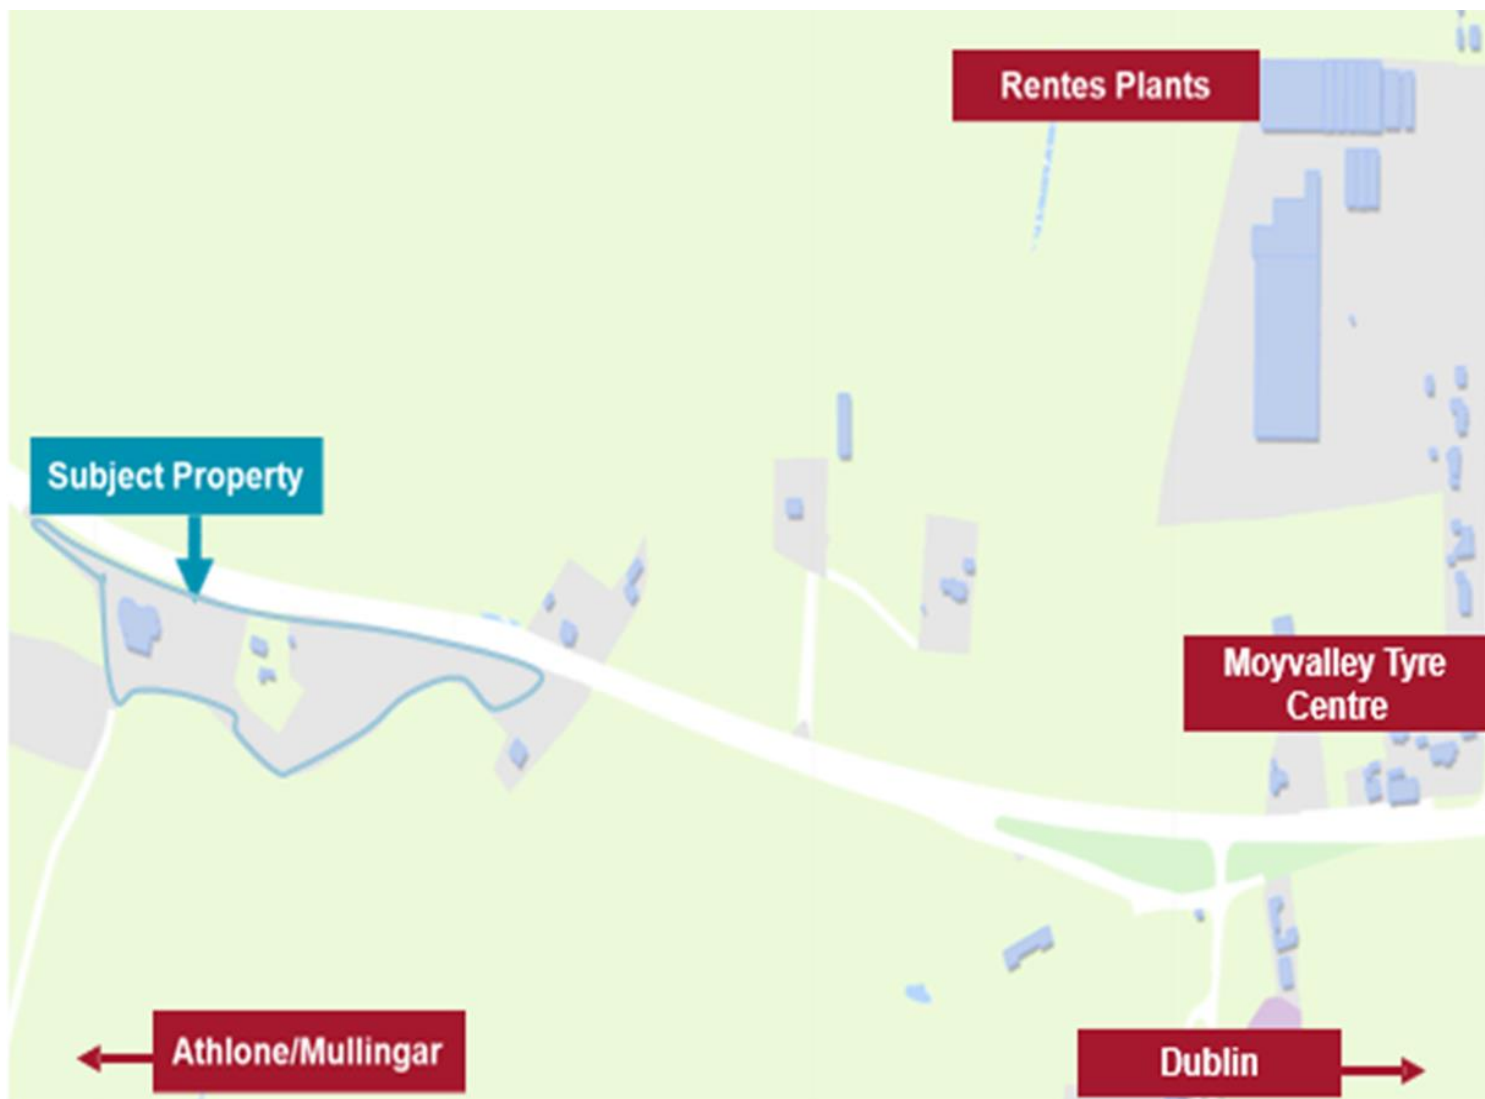 Rentes Plants
Subject Property
Moyvalley Tyre
Centre
Athlone/Mullingar
Dublin